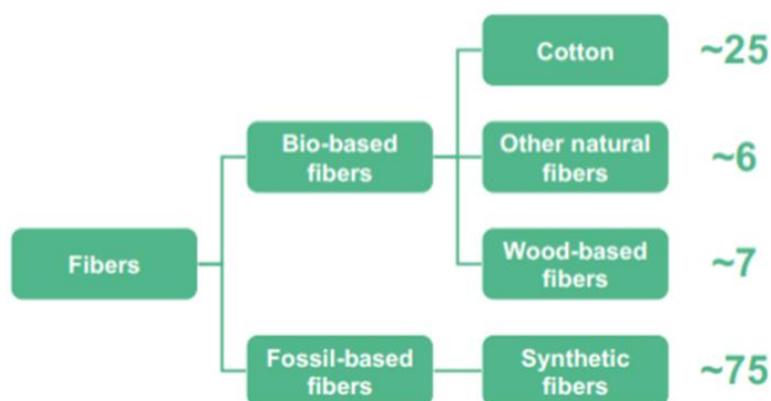 Cotton
~25
Bio-based
fibers
Other natural
fibers
~6
Fibers
Wood-based
fibers
~7
Fossil-based
fibers
Synthetic
fibers
~75